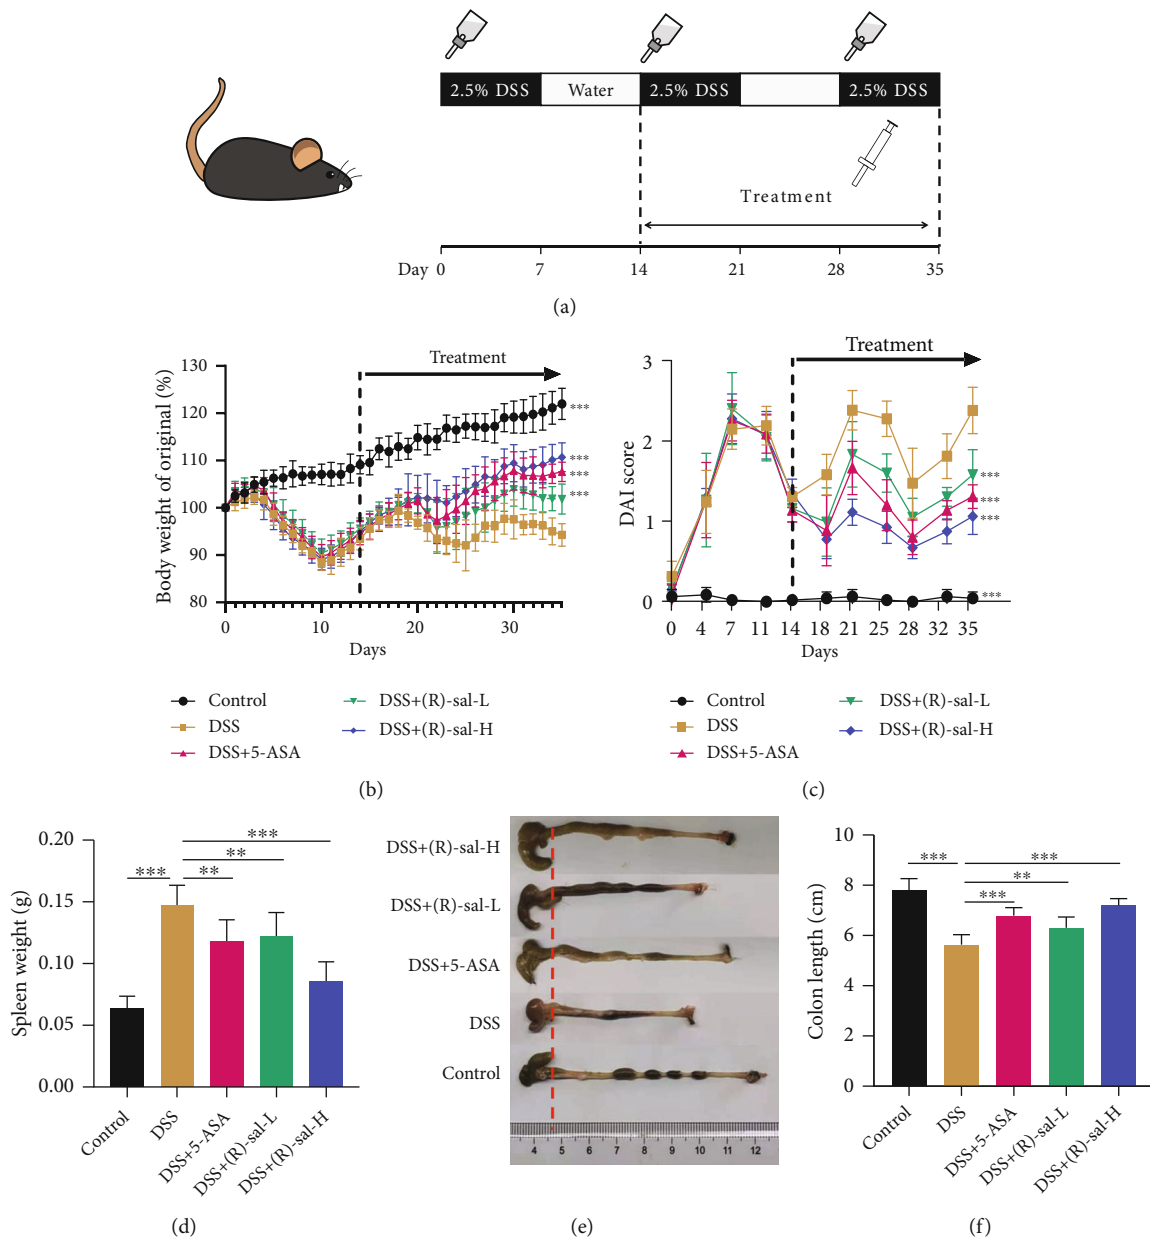 2.5% DSS
Water
2.5% DSS
2.5% DSS
Treatment
Day 0 7 14 21 28 35
(a)
Treatment
Body weight of original (%)
130
120
110
100
90
80
***
***
***
***
0 10 20 30
Days
Control
DSS
DSS+5-ASA
DSS+(R)-sal-L
DSS+(R)-sal-H
(b)
Treatment
DAI score
3
2
1
0
***
***
***
***
0 4 7 11 14 18 21 25 28 32 35
Days
Control
DSS
DSS+5-ASA
DSS+(R)-sal-L
DSS+(R)-sal-H
(c)
Spleen weight (g)
0.20
0.15
0.10
0.05
0.00
***
**
**
***
Control
DSS
DSS+5-ASA
DSS+(R)-sal-L
DSS+(R)-sal-H
(d)
DSS+(R)-sal-H
DSS+(R)-sal-L
DSS+5-ASA
DSS
Control
4 5 6 7 8 9 10 11 12
(e)
Colon length (cm)
10
8
6
4
2
0
***
***
**
***
Control
DSS
DSS+5-ASA
DSS+(R)-sal-L
DSS+(R)-sal-H
(f)